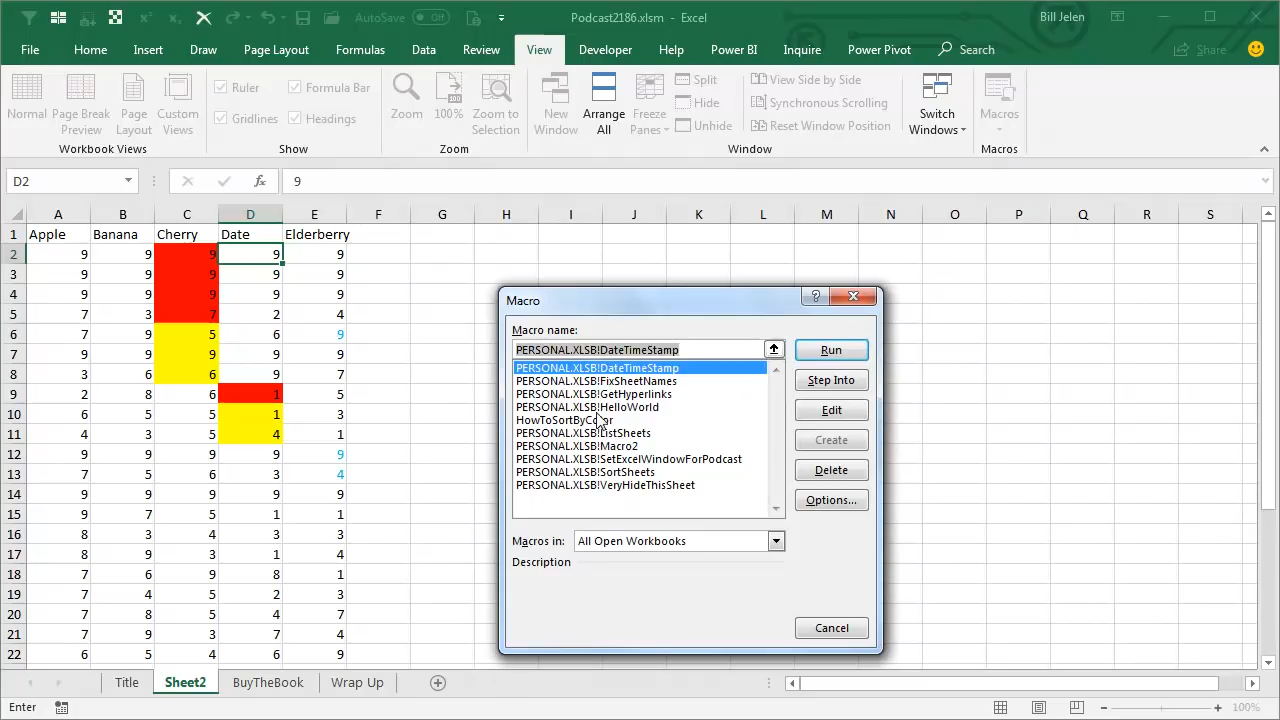 AutoSave Off
Podcast2186.xlsm - Excel
Bill Jelen
File Home Insert Draw Page Layout Formulas Data Review View Developer Help Power BI Inquire Power Pivot Search Share
Normal
Page Break Preview
Page Layout
Custom Views
Workbook Views
Ruler
Formula Bar
Gridlines
Headings
Show
Zoom
100%
Zoom to Selection
Zoom
New Window
Arrange All
Freeze Panes
Split
Hide
Unhide
View Side by Side
Synchronous Scrolling
Reset Window Position
Window
Switch Windows
Macros
Macros
D2 fx 9
A B C D E F G H I J K L M N O P Q R S
1 Apple Banana Cherry Date Elderberry
2 9 9 9 9 9
3 9 9 9 9 9
4 9 9 9 9 9
5 7 3 7 2 4
6 7 9 5 6 9
7 9 9 9 9 9
8 3 6 6 9 7
9 2 8 6 1 5
10 6 5 5 1 3
11 4 3 5 4 1
12 9 9 9 9 9
13 7 5 6 3 4
14 9 9 9 9 9
15 9 7 5 1 1
16 8 3 4 3 3
17 8 9 3 1 4
18 7 6 9 8 1
19 7 4 5 2 3
20 7 8 5 4 7
21 7 9 3 7 4
22 6 5 4 6 9
Macro
Macro name:
PERSONAL.XLSB!DateTimeStamp
PERSONAL.XLSB!DateTimeStamp
PERSONAL.XLSB!FixSheetNames
PERSONAL.XLSB!GetHyperlinks
PERSONAL.XLSB!HelloWorld
HowToSortByColor
PERSONAL.XLSB!ListSheets
PERSONAL.XLSB!Macro2
PERSONAL.XLSB!SetExcelWindowForPodcast
PERSONAL.XLSB!SortSheets
PERSONAL.XLSB!VeryHideThisSheet
Run
Step Into
Edit
Create
Delete
Options...
Macros in: All Open Workbooks
Description
Cancel
Title Sheet2 BuyTheBook Wrap Up
Enter
100%